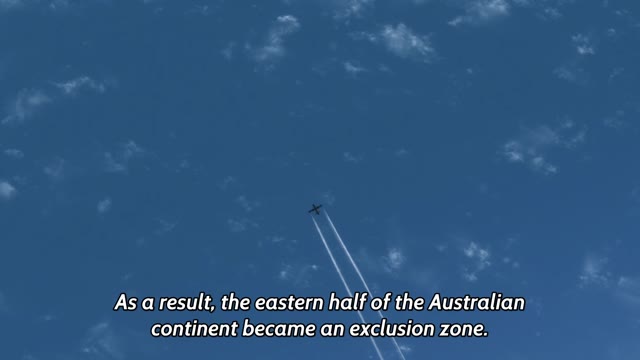 As a result, the eastern half of the Australian
continent became an exclusion zone.